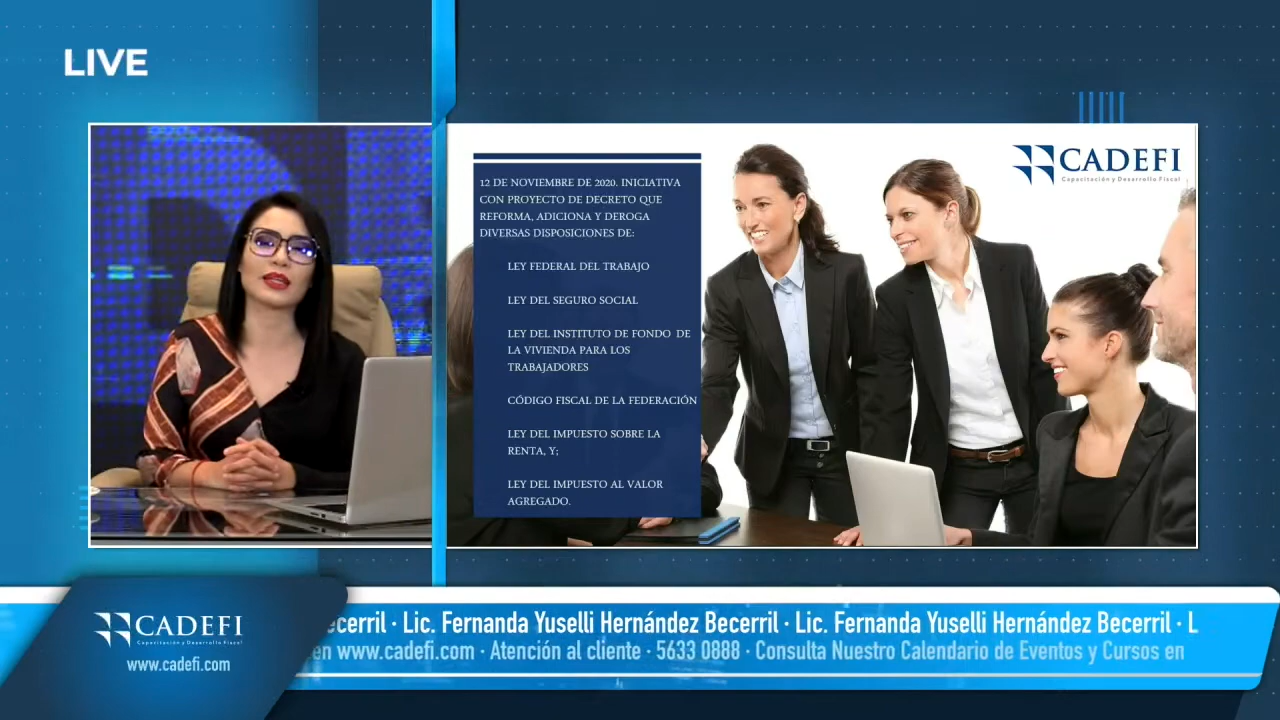 LIVE
CADEFI
Capacitación y Desarrollo Fiscal
12 DE NOVIEMBRE DE 2020. INICIATIVA
CON PROYECTO DE DECRETO QUE
REFORMA, ADICIONA Y DEROGA
DIVERSAS DISPOSICIONES DE:
LEY FEDERAL DEL TRABAJO
LEY DEL SEGURO SOCIAL
LEY DEL INSTITUTO DE FONDO DE
LA VIVIENDA PARA LOS
TRABAJADORES
CÓDIGO FISCAL DE LA FEDERACIÓN
LEY DEL IMPUESTO SOBRE LA
RENTA, Y;
LEY DEL IMPUESTO AL VALOR
AGREGADO.
CADEFI
Capacitación y Desarrollo Fiscal
www.cadefi.com
ecerril · Lic. Fernanda Yuselli Hernández Becerril · Lic. Fernanda Yuselli Hernández Becerril · L
en www.cadefi.com · Atención al cliente · 5633 0888 · Consulta Nuestro Calendario de Eventos y Cursos en